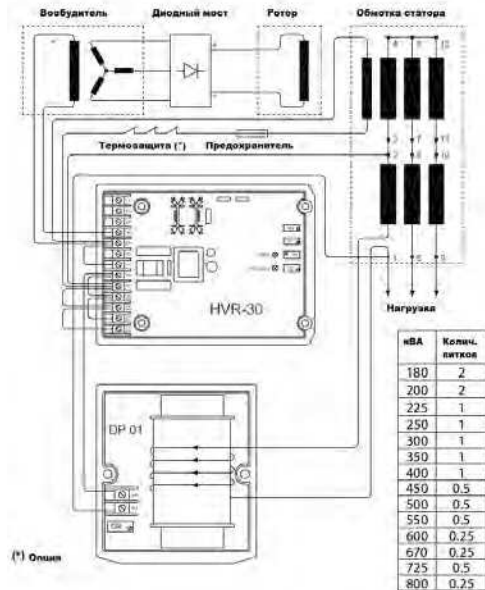 Вообудитель Диодный мост Ротор Обмотка статора
Термозащита (*) Предохранитель
HVR-30
Нагрузка
DP 01
(*) Опция
кВА Колич. витков
180 2
200 2
225 1
250 1
300 1
350 1
400 1
450 0.5
500 0.5
550 0.5
600 0.25
670 0.25
725 0.5
800 0.25